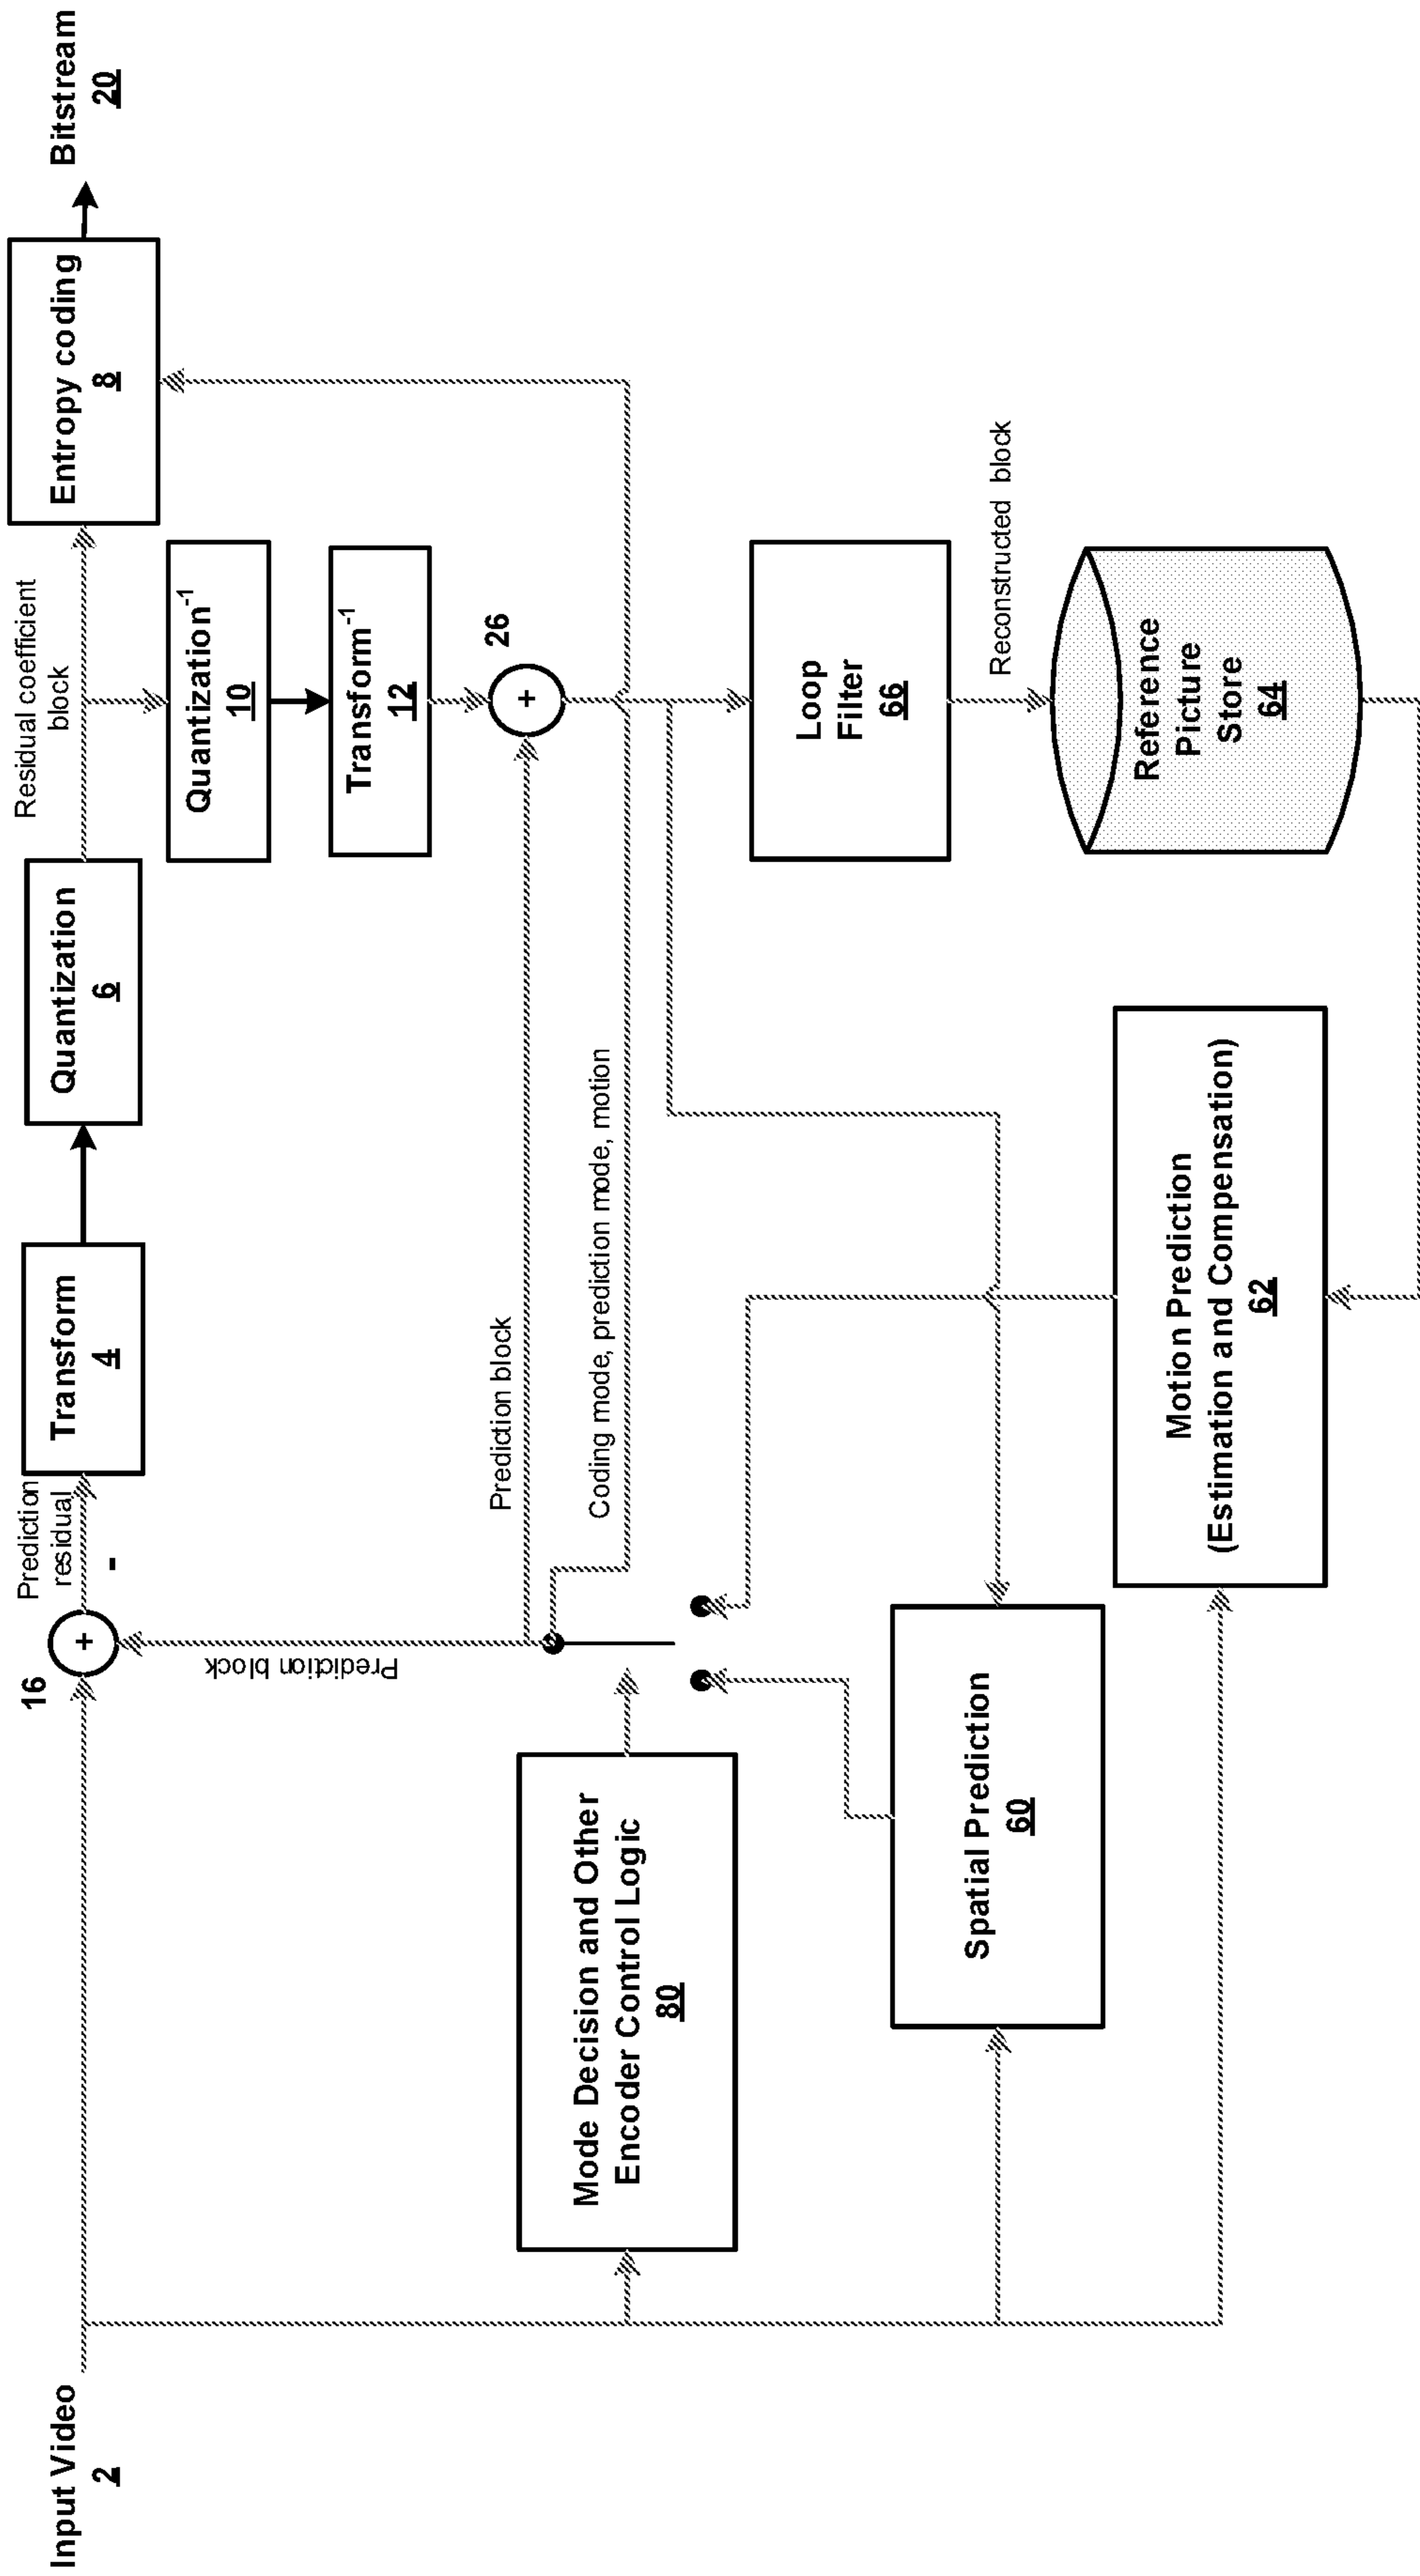 Input Video
2
16
+
Prediction
residual
-
Transform
4
Quantization
6
Residual coefficient
block
Entropy coding
8
Bitstream
20
Quantization-1
10
Transform-1
12
26
+
Prediction block
Prediction block
Coding mode, prediction mode, motion
Mode Decision and Other
Encoder Control Logic
80
Loop
Filter
66
Spatial Prediction
60
Reconstructed block
Motion Prediction
(Estimation and Compensation)
62
Reference
Picture
Store
64